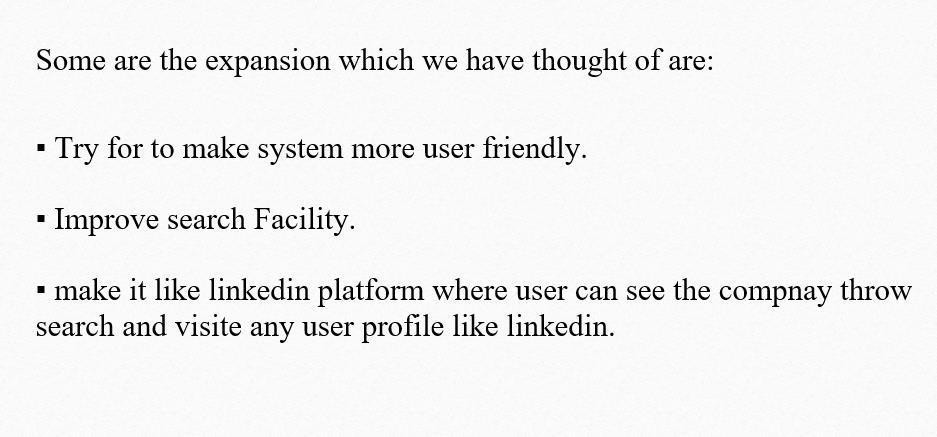 Some are the expansion which we have thought of are:
▪ Try for to make system more user friendly.
▪ Improve search Facility.
▪ make it like linkedin platform where user can see the compnay throw
search and visite any user profile like linkedin.